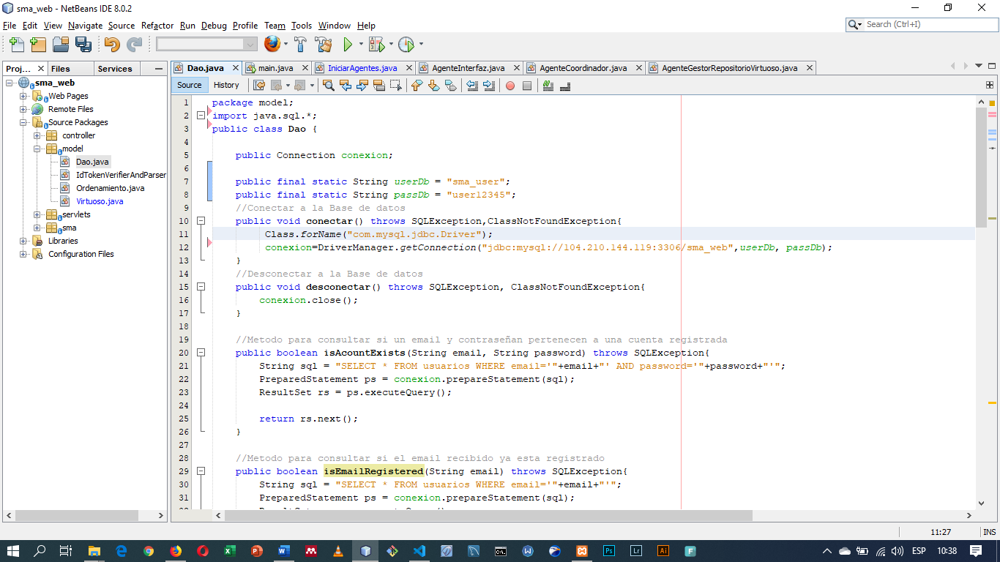 sma_web - NetBeans IDE 8.0.2
File Edit View Navigate Source Refactor Run Debug Profile Team Tools Window Help
Search (Ctrl+I)
Proj... Files Services
Dao.java main.java IniciarAgentes.java AgenteInterfaz.java AgenteCoordinador.java AgenteGestorRepositorioVirtuoso.java
Source History
sma_web
Web Pages
Remote Files
Source Packages
controller
model
Dao.java
IdTokenVerifierAndParser
Ordenamiento.java
Virtuoso.java
servlets
sma
Libraries
Configuration Files
1 package model;
2 import java.sql.*;
3 public class Dao {
4
5 public Connection conexion;
6
7 public final static String userDb = "sma_user";
8 public final static String passDb = "user12345";
9 //Conectar a la Base de datos
10 public void conectar() throws SQLException,ClassNotFoundException{
11 Class.forName("com.mysql.jdbc.Driver");
12 conexion=DriverManager.getConnection("jdbc:mysql://104.210.144.119:3306/sma_web",userDb, passDb);
13 }
14 //Desconectar a la Base de datos
15 public void desconectar() throws SQLException, ClassNotFoundException{
16 conexion.close();
17 }
18
19 //Metodo para consultar si un email y contraseñan pertenecen a una cuenta registrada
20 public boolean isAcountExists(String email, String password) throws SQLException{
21 String sql = "SELECT * FROM usuarios WHERE email='"+email+"' AND password='"+password+"'";
22 PreparedStatement ps = conexion.prepareStatement(sql);
23 ResultSet rs = ps.executeQuery();
24
25 return rs.next();
26 }
27
28 //Metodo para consultar si el email recibido ya esta registrado
29 public boolean isEmailRegistered(String email) throws SQLException{
30 String sql = "SELECT * FROM usuarios WHERE email='"+email+"'";
31 PreparedStatement ps = conexion.prepareStatement(sql);
11:27 INS
ESP 10:38